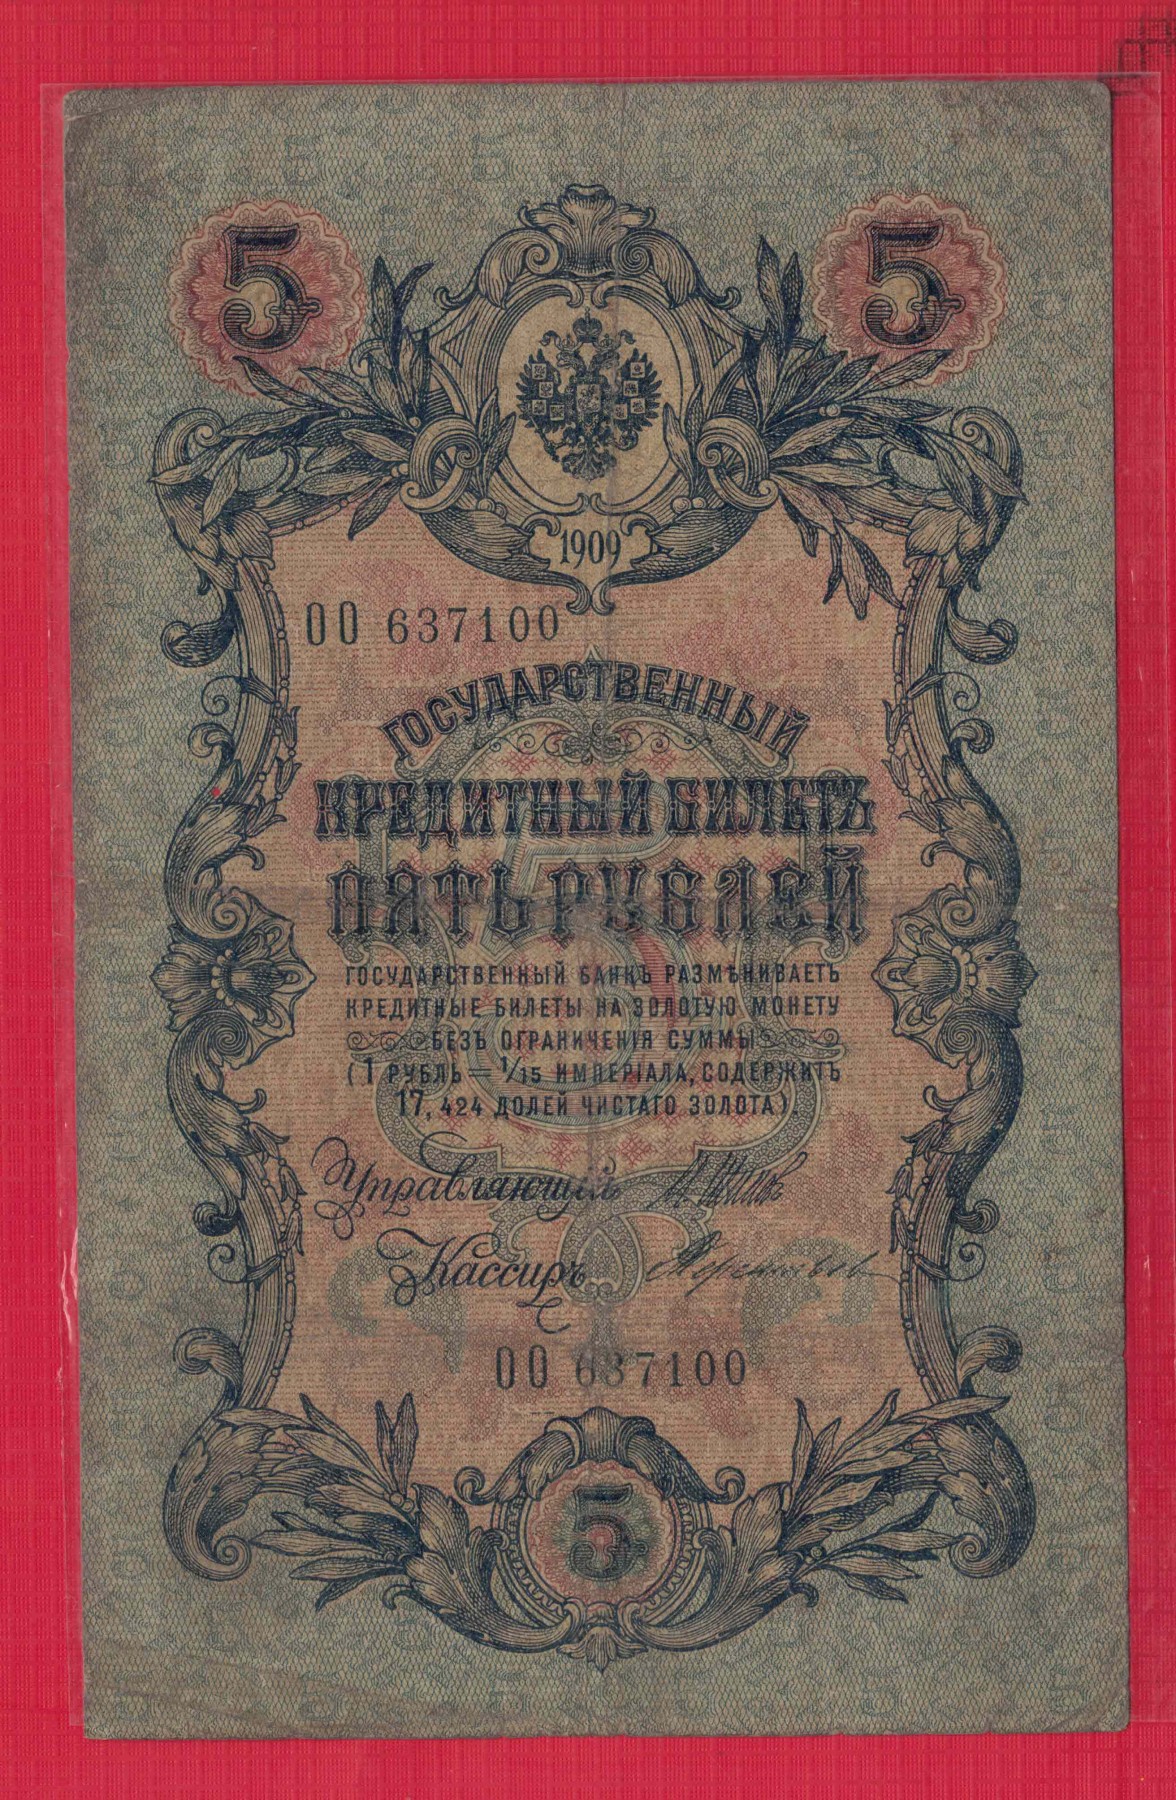 5 5
1909
ОО 637100
ГОСУДАРСТВЕННЫЙ
КРЕДИТНЫЙ БИЛЕТЪ
ПЯТЬ РУБЛЕЙ
ГОСУДАРСТВЕННЫЙ БАНКЪ РАЗМѢНИВАЕТЪ
КРЕДИТНЫЕ БИЛЕТЫ НА ЗОЛОТУЮ МОНЕТУ
БЕЗЪ ОГРАНИЧЕНІЯ СУММЫ
(1 РУБЛЬ = 1/15 ИМПЕРІАЛА, СОДЕРЖИТЪ
17,424 ДОЛЕЙ ЧИСТАГО ЗОЛОТА).
Управляющій
Кассиръ
ОО 637100
5